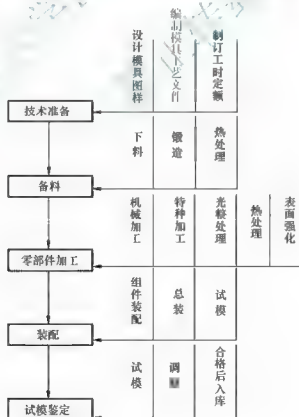 设计模具图样
编制模具工艺文件
制订工时定额
技术准备
下料
锻造
热处理
备料
机械加工
特种加工
光整处理
热处理
表面强化
零部件加工
组件装配
总装
试模
装配
试模
调
合格后入库
试模鉴定